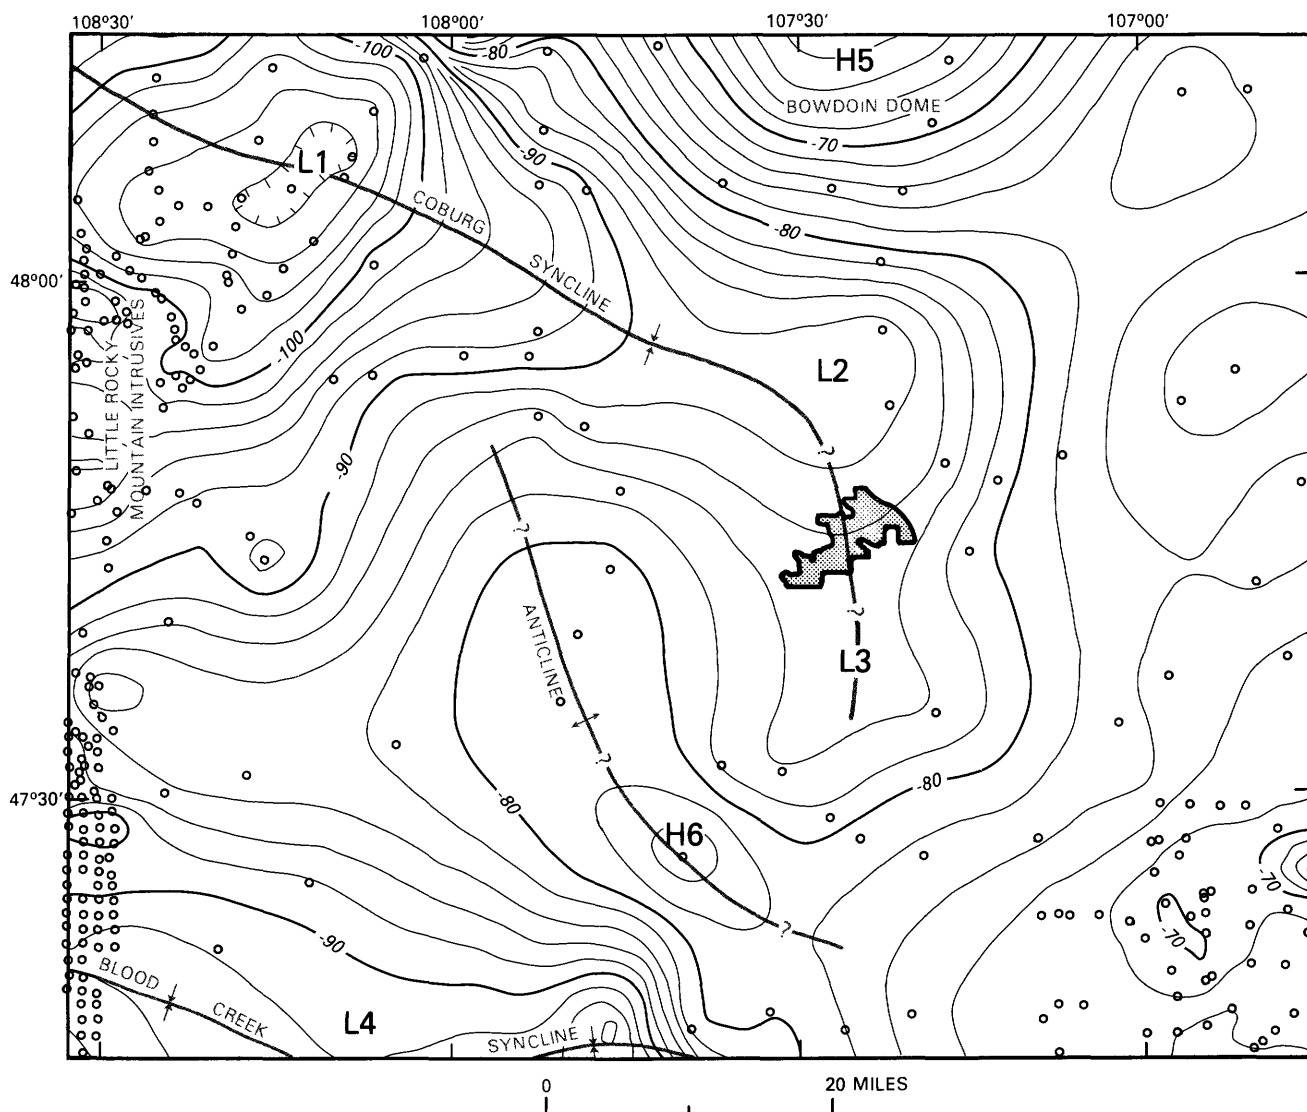 108°30′ 108°00′ 107°30′ 107°00′
-100
-80
H5
BOWDOIN DOME
-70
-90
L1
COBURG
-80
SYNCLINE
48°00′
LITTLE ROCKY
MOUNTAIN INTRUSIVES
-100
L2
?
-90
?
ANTICLINE
?
L3
?
-80
47°30′
-80
H6
-70
?
-70
-90
BLOOD
CREEK
L4
SYNCLINE
0 20 MILES